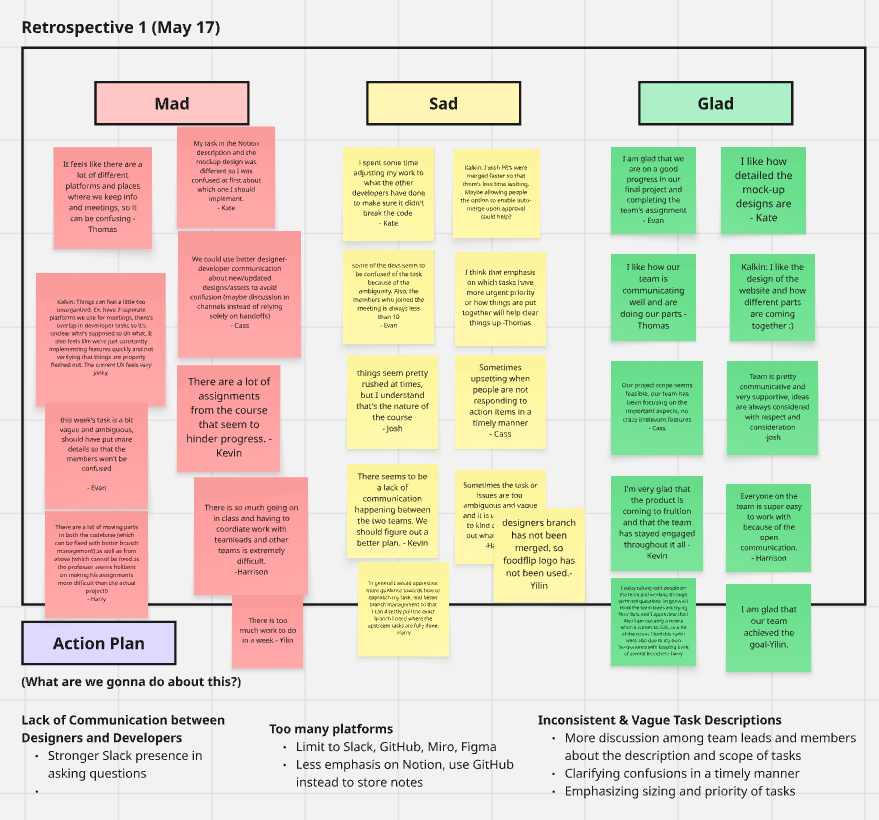 Retrospective 1 (May 17)
Mad
It feels like there are a
lot of different
platforms and places
where we keep info
and meetings, so it
can be confusing -
Thomas
My task in the Notion
description and the
mockup design was
different so I was
confused at first about
which one I should
implement.
- Kate
We could use better designer-
developer communication
about new/updated
designs/assets to avoid
confusion (maybe discussion in
channels instead of relying
solely on handoffs)
- Cass
Kalkin: Things can feel a little too
unorganized. Ex. have 3 seperate
platforms we use for meetings, there's
overlap in developer tasks so it's
unclear who's supposed to do what. It
also feels like we're just constantly
implementing features quickly and not
verifying that things are properly
fleshed out. The current UX feels very
janky.
There are a lot of
assignments
from the course
that seem to
hinder progress. -
Kevin
this week's task is a bit
vague and ambiguous,
should have put more
details so that the
members won't be
confused
- Evan
There is so much going on
in class and having to
coordiate work with
teamleads and other
teams is extremely
difficult.
-Harrison
There are a lot of moving parts
in both the codebase (which
can be fixed with better branch
management) as well as from
above (which cannot be fixed as
the professor seems hellbent
on making his assignments
more difficult than the actual
project)
- Harry
There is too
much work to do
in a week - Yilin
Sad
I spent some time
adjusting my work to
what the other
developers have done
to make sure it didn't
break the code
- Kate
Kalkin: I wish PR's were
merged faster so that
there's less time waiting.
Maybe allowing people
the option to enable auto-
merge upon approval
could help?
some of the devs seem to
be confused of the task
because of the
ambiguity. Also, the
members who joined the
meeting is always less
than 10
- Evan
I think that emphasis
on which tasks have
more urgent priority
or how things are put
together will help clear
things up -Thomas
things seem pretty
rushed at times,
but I understand
that's the nature of
the course
- Josh
Sometimes
upsetting when
people are not
responding to
action items in a
timely manner
- Cass
There seems to be
a lack of
communication
happening between
the two teams. We
should figure out a
better plan. - Kevin
Sometimes the task or
issues are too
ambiguous and vague
and it is
to kind
out wha
-Ha
designers branch
has not been
merged, so
foodflip logo has
not been used.-
Yilin
In general I would appreciate
more guidance towards how to
approach my task, and better
branch management so that
I can directly pull the exact
branch I need where the
upstream tasks are fully done.
-Harry
Glad
I am glad that we
are on a good
progress in our
final project and
completing the
team's assignment
- Evan
I like how
detailed the
mock-up
designs are
- Kate
I like how our
team is
communicating
well and are
doing our parts -
Thomas
Kalkin: I like the
design of the
website and how
different parts
are coming
together :)
Our project scope seems
feasible, our team has
been focusing on the
important aspects, no
crazy irrelevant features
- Cass
Team is pretty
communicative and
very supportive, ideas
are always considered
with respect and
consideration
-josh
I'm very glad that
the product is
coming to fruition
and that the team
has stayed engaged
throughout it all -
Kevin
Everyone on the
team is super easy
to work with
because of the
open
communication.
- Harrison
I enjoy talking with people on
the team and working through
technical questions.
I am glad that
our team
achieved the
goal-Yilin.
Action Plan
(What are we gonna do about this?)
Lack of Communication between
Designers and Developers
• Stronger Slack presence in
asking questions
•
Too many platforms
• Limit to Slack, GitHub, Miro, Figma
• Less emphasis on Notion, use GitHub
instead to store notes
Inconsistent & Vague Task Descriptions
• More discussion among team leads and members
about the description and scope of tasks
• Clarifying confusions in a timely manner
• Emphasizing sizing and priority of tasks